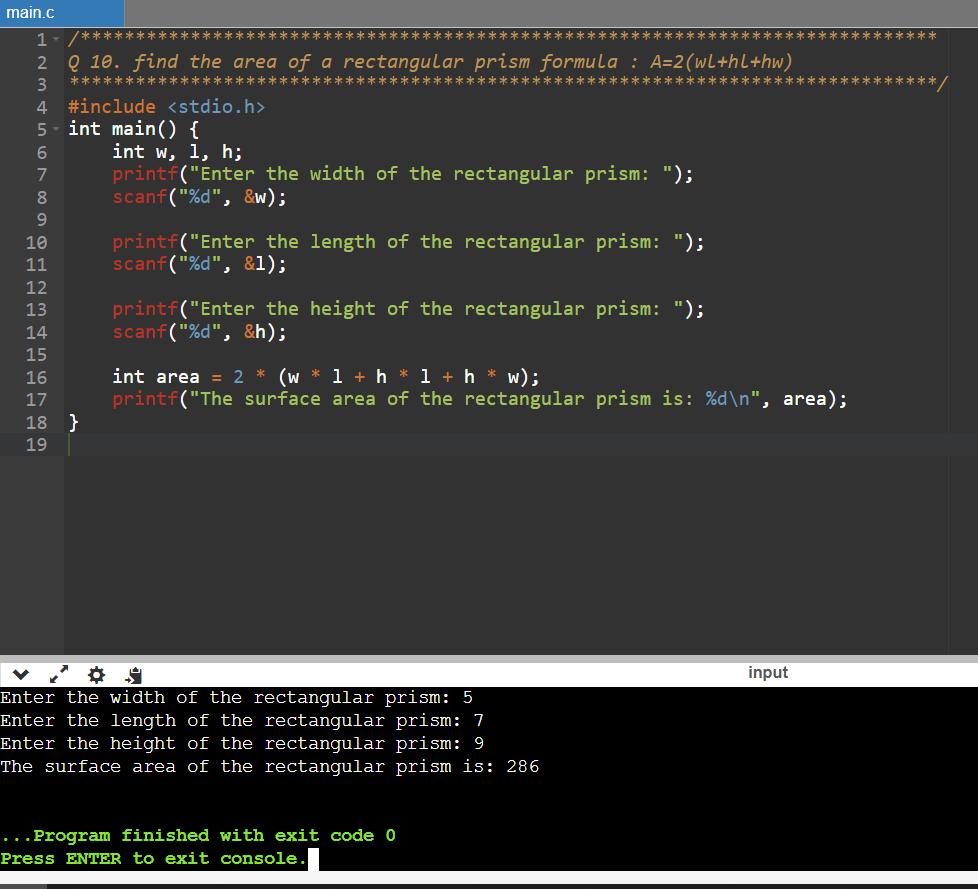 main.c
1 /******************************************************************************
2 Q 10. find the area of a rectangular prism formula : A=2(wl+hl+hw)
3 *******************************************************************************/
4 #include <stdio.h>
5 int main() {
6     int w, l, h;
7     printf("Enter the width of the rectangular prism: ");
8     scanf("%d", &w);
9
10     printf("Enter the length of the rectangular prism: ");
11     scanf("%d", &l);
12
13     printf("Enter the height of the rectangular prism: ");
14     scanf("%d", &h);
15
16     int area = 2 * (w * l + h * l + h * w);
17     printf("The surface area of the rectangular prism is: %d\n", area);
18 }
19
input
Enter the width of the rectangular prism: 5
Enter the length of the rectangular prism: 7
Enter the height of the rectangular prism: 9
The surface area of the rectangular prism is: 286
...Program finished with exit code 0
Press ENTER to exit console.